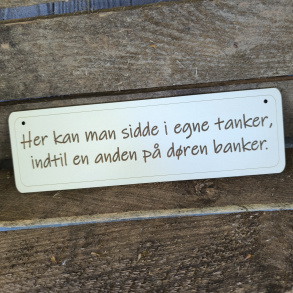 Her kan man sidde i egne tanker,
indtil en anden på døren banker.